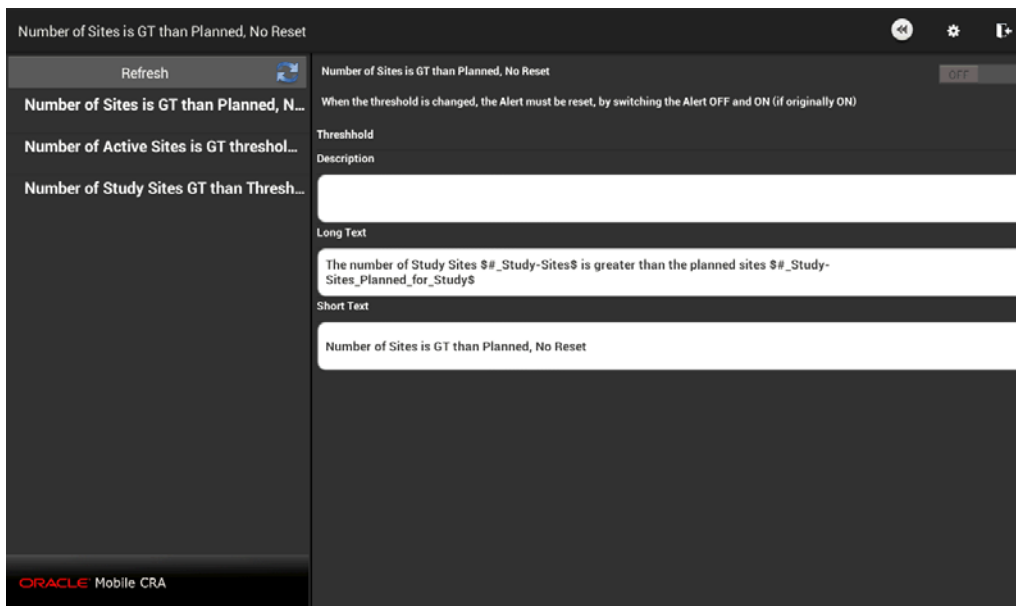 Number of Sites is GT than Planned, No Reset
Refresh
Number of Sites is GT than Planned, N...
Number of Active Sites is GT threshol...
Number of Study Sites GT than Thresh...
ORACLE Mobile CRA
Number of Sites is GT than Planned, No Reset
OFF
When the threshold is changed, the Alert must be reset, by switching the Alert OFF and ON (if originally ON)
Threshhold
Description
Long Text
The number of Study Sites $#_Study-Sites$ is greater than the planned sites $#_Study-
Sites_Planned_for_Study$
Short Text
Number of Sites is GT than Planned, No Reset